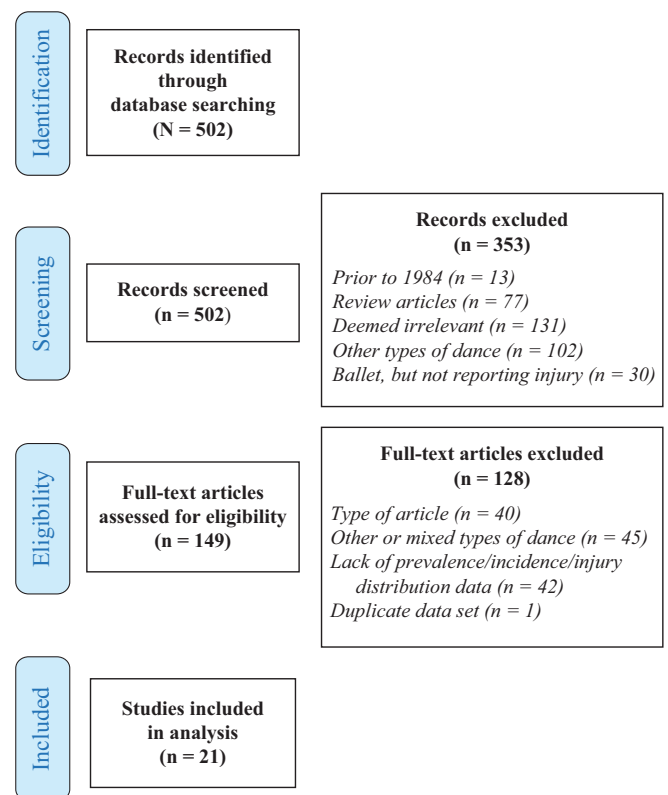 Identification
Records identified
through
database searching
(N = 502)
Screening
Records screened
(n = 502)
Records excluded
(n = 353)
Prior to 1984 (n = 13)
Review articles (n = 77)
Deemed irrelevant (n = 131)
Other types of dance (n = 102)
Ballet, but not reporting injury (n = 30)
Eligibility
Full-text articles
assessed for eligibility
(n = 149)
Full-text articles excluded
(n = 128)
Type of article (n = 40)
Other or mixed types of dance (n = 45)
Lack of prevalence/incidence/injury
distribution data (n = 42)
Duplicate data set (n = 1)
Included
Studies included
in analysis
(n = 21)